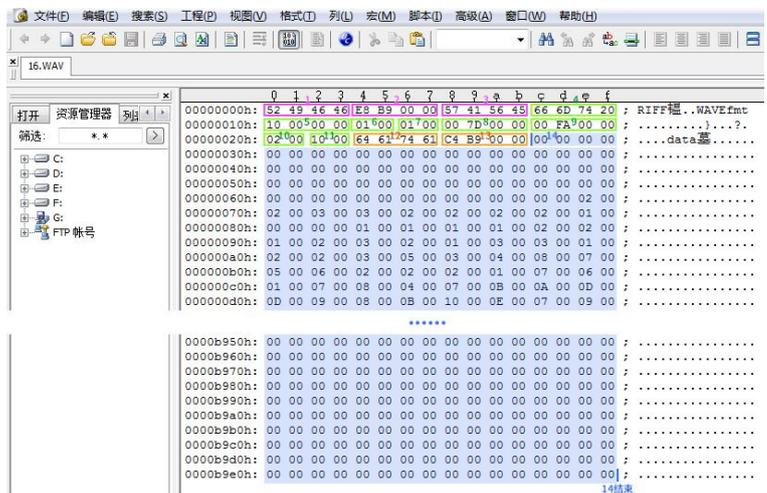 文件(F) 编辑(E) 搜索(S) 工程(P) 视图(V) 格式(T) 列(L) 宏(M) 脚本(I) 高级(A) 窗口(W) 帮助(H)
16.WAV
打开 资源管理器 列
筛选: *.*
C:
D:
E:
F:
G:
FTP 帐号
0 1 2 3 4 5 6 7 8 9 a b c d e f
00000000h: 52 49 46 46 E8 B9 00 00 57 41 56 45 66 6D 74 20 ; RIFF韫..WAVEfmt
00000010h: 10 00 00 00 01 00 01 00 00 7D 00 00 00 FA 00 00 ; .........}...?.
00000020h: 02 00 10 00 64 61 74 61 C4 B9 00 00 00 00 00 00 ; ....data墓......
00000030h: 00 00 00 00 00 00 00 00 00 00 00 00 00 00 00 00 ; ................
00000040h: 00 00 00 00 00 00 00 00 00 00 00 00 00 00 00 00 ; ................
00000050h: 00 00 00 00 00 00 00 00 00 00 00 00 00 00 00 00 ; ................
00000060h: 00 00 00 00 00 00 00 00 00 00 00 00 00 00 02 00 ; ................
00000070h: 02 00 03 00 03 00 02 00 02 00 02 00 02 00 01 00 ; ................
00000080h: 00 00 00 00 01 00 01 00 01 00 01 00 02 00 02 00 ; ................
00000090h: 01 00 02 00 03 00 02 00 01 00 03 00 03 00 01 00 ; ................
000000a0h: 02 00 02 00 03 00 05 00 03 00 04 00 08 00 07 00 ; ................
000000b0h: 05 00 06 00 02 00 02 00 02 00 01 00 07 00 06 00 ; ................
000000c0h: 01 00 07 00 08 00 04 00 07 00 0B 00 0A 00 0D 00 ; ................
000000d0h: 0D 00 09 00 08 00 0B 00 10 00 0E 00 07 00 09 00 ; ................
••••••
0000b950h: 00 00 00 00 00 00 00 00 00 00 00 00 00 00 00 00 ; ................
0000b960h: 00 00 00 00 00 00 00 00 00 00 00 00 00 00 00 00 ; ................
0000b970h: 00 00 00 00 00 00 00 00 00 00 00 00 00 00 00 00 ; ................
0000b980h: 00 00 00 00 00 00 00 00 00 00 00 00 00 00 00 00 ; ................
0000b990h: 00 00 00 00 00 00 00 00 00 00 00 00 00 00 00 00 ; ................
0000b9a0h: 00 00 00 00 00 00 00 00 00 00 00 00 00 00 00 00 ; ................
0000b9b0h: 00 00 00 00 00 00 00 00 00 00 00 00 00 00 00 00 ; ................
0000b9c0h: 00 00 00 00 00 00 00 00 00 00 00 00 00 00 00 00 ; ................
0000b9d0h: 00 00 00 00 00 00 00 00 00 00 00 00 00 00 00 00 ; ................
0000b9e0h: 00 00 00 00 00 00 00 00 00 00 00 00 00 00 00 00 ; ................
14结束